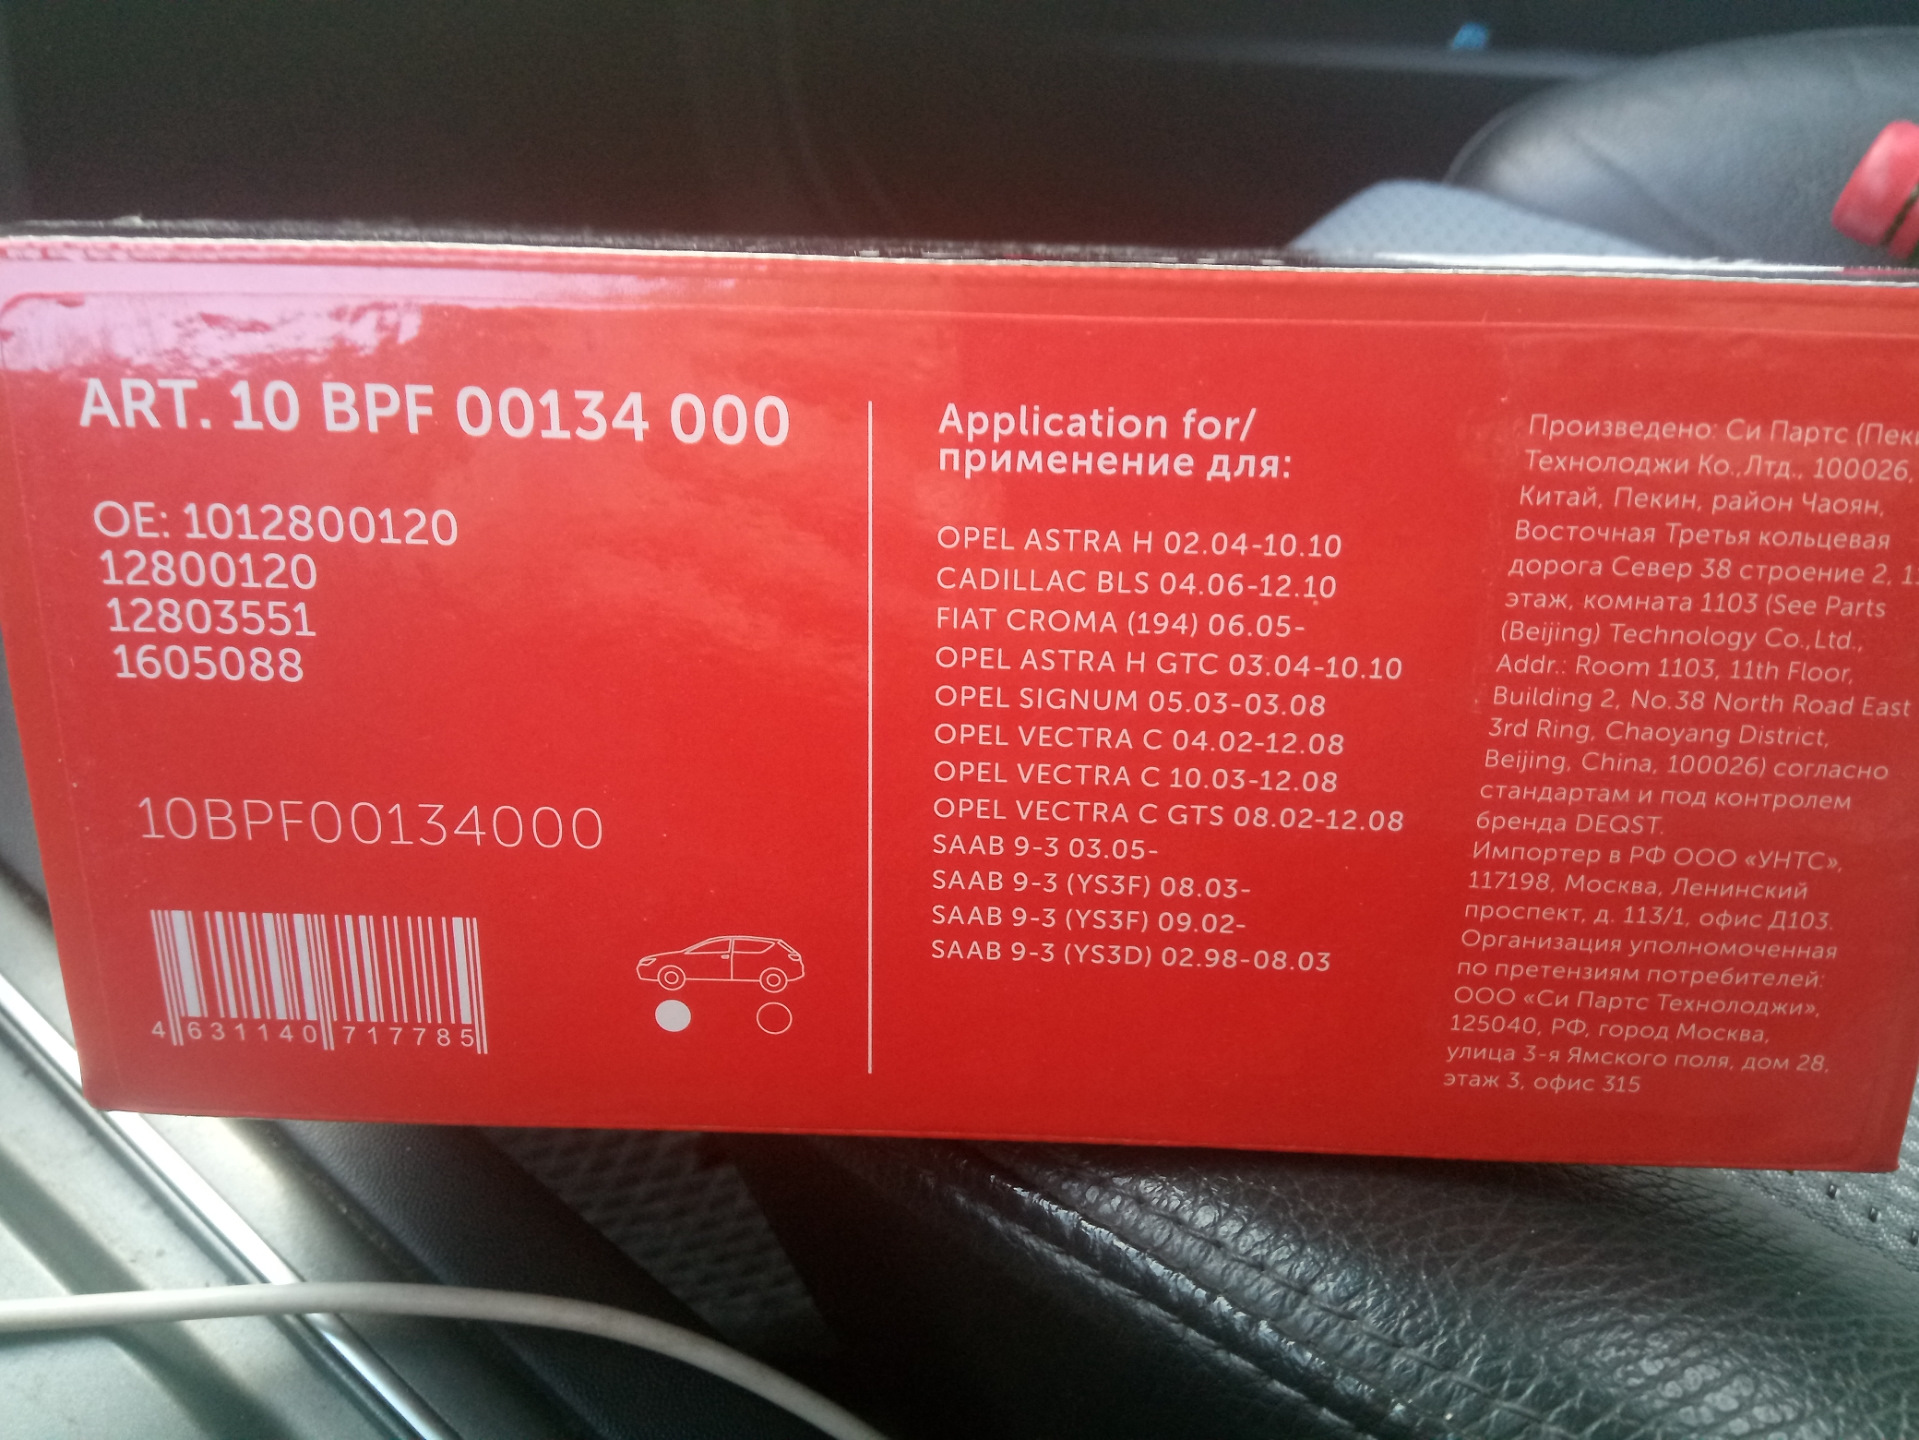 ART. 10 BPF 00134 000
OE: 1012800120
12800120
12803551
1605088
10BPF00134000
4 631140 717785
Application for/
применение для:
OPEL ASTRA H 02.04-10.10
CADILLAC BLS 04.06-12.10
FIAT CROMA (194) 06.05-
OPEL ASTRA H GTC 03.04-10.10
OPEL SIGNUM 05.03-03.08
OPEL VECTRA C 04.02-12.08
OPEL VECTRA C 10.03-12.08
OPEL VECTRA C GTS 08.02-12.08
SAAB 9-3 03.05-
SAAB 9-3 (YS3F) 08.03-
SAAB 9-3 (YS3F) 09.02-
SAAB 9-3 (YS3D) 02.98-08.03
Произведено: Си Партс
Технолоджи Ко.,Лтд., 100026,
Китай, Пекин, район Чаоян,
Восточная Третья кольцевая
дорога Север 38 строение 2,
этаж, комната 1103 (See Parts
(Beijing) Technology Co.,Ltd.,
Addr.: Room 1103, 11th Floor,
Building 2, No.38 North Road East
3rd Ring, Chaoyang District,
Beijing, China, 100026) согласно
стандартам и под контролем
бренда DEQST.
Импортер в РФ ООО «УНТС»,
117198, Москва, Ленинский
проспект, д. 113/1, офис Д103.
Организация уполномоченная
по претензиям потребителей:
ООО «Си Партс Технолоджи»,
125040, РФ, город Москва,
улица 3-я Ямского поля, дом 28,
этаж 3, офис 315